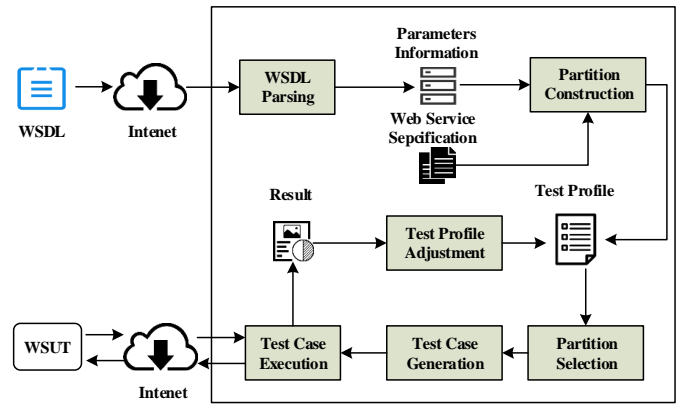 Parameters
Information
WSDL
Parsing
Partition
Construction
WSDL
Intenet
Web Service
Sepcification
Result
Test Profile
Test Profile
Adjustment
WSUT
Test Case
Execution
Test Case
Generation
Partition
Selection
Intenet